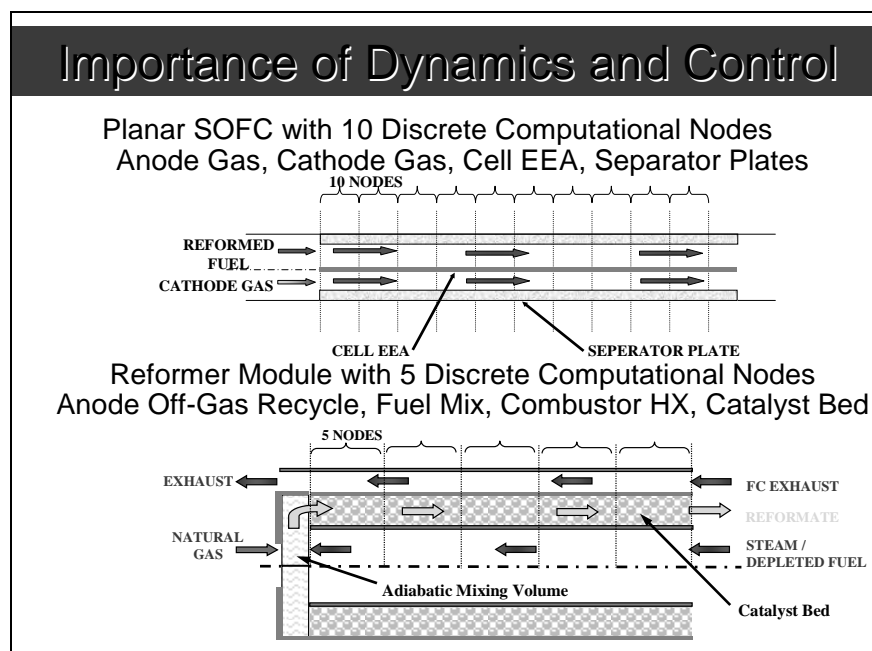 Importance of Dynamics and Control
Planar SOFC with 10 Discrete Computational Nodes
Anode Gas, Cathode Gas, Cell EEA, Separator Plates
10 NODES
REFORMED
FUEL
CATHODE GAS
CELL EEA
SEPERATOR PLATE
Reformer Module with 5 Discrete Computational Nodes
Anode Off-Gas Recycle, Fuel Mix, Combustor HX, Catalyst Bed
5 NODES
EXHAUST
FC EXHAUST
REFORMATE
NATURAL
GAS
STEAM /
DEPLETED FUEL
Adiabatic Mixing Volume
Catalyst Bed